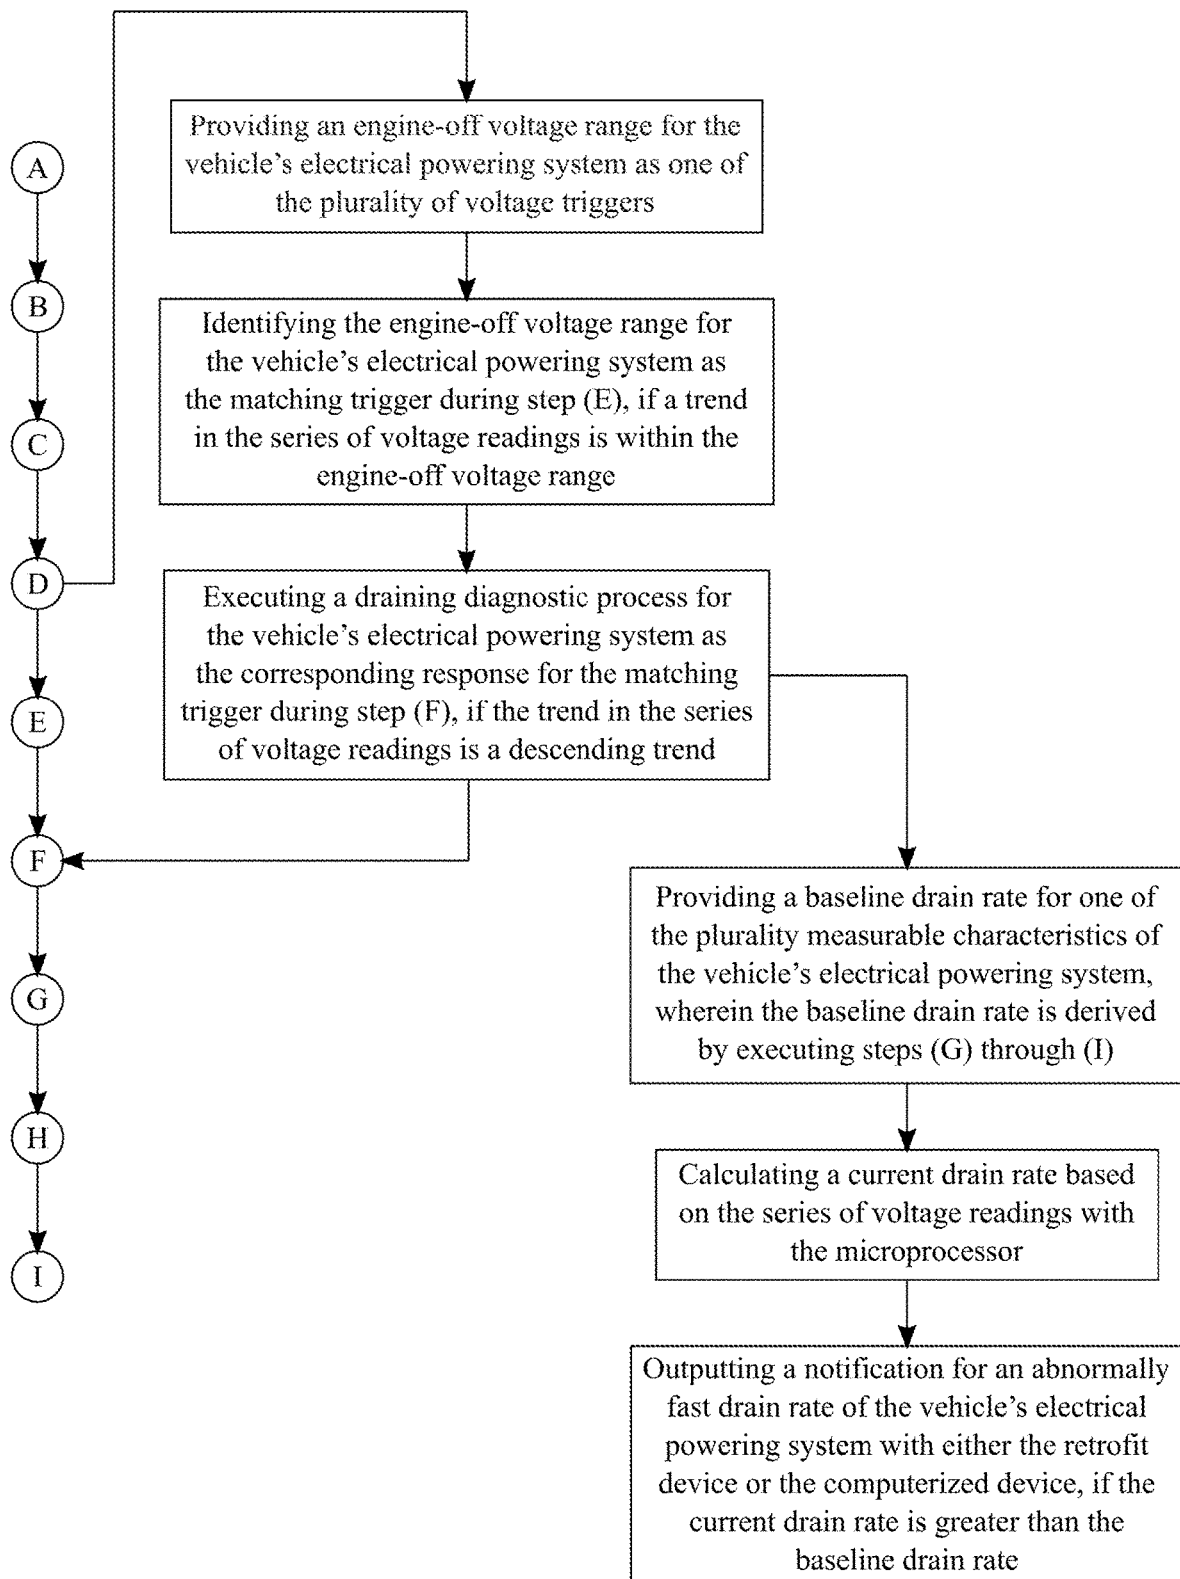 Providing an engine-off voltage range for the
vehicle's electrical powering system as one of
the plurality of voltage triggers
A
B
Identifying the engine-off voltage range for
the vehicle's electrical powering system as
the matching trigger during step (E), if a trend
in the series of voltage readings is within the
engine-off voltage range
C
D
Executing a draining diagnostic process for
the vehicle's electrical powering system as
the corresponding response for the matching
trigger during step (F), if the trend in the series
of voltage readings is a descending trend
E
F
G
H
I
Providing a baseline drain rate for one of
the plurality measurable characteristics of
the vehicle's electrical powering system,
wherein the baseline drain rate is derived
by executing steps (G) through (I)
Calculating a current drain rate based
on the series of voltage readings with
the microprocessor
Outputting a notification for an abnormally
fast drain rate of the vehicle's electrical
powering system with either the retrofit
device or the computerized device, if the
current drain rate is greater than the
baseline drain rate